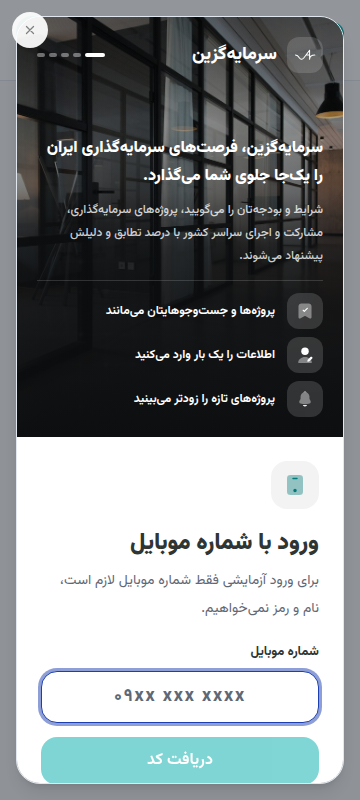 سرمایه‌گزین
سرمایه‌گزین، فرصت‌های سرمایه‌گذاری ایران
را یک‌جا جلوی شما می‌گذارد.
شرایط و بودجه‌تان را می‌گویید، پروژه‌های سرمایه‌گذاری،
مشارکت و اجرای سراسر کشور با درصد تطابق و دلیلش
پیشنهاد می‌شوند.
پروژه‌ها و جست‌وجوهایتان می‌مانند
اطلاعات را یک بار وارد می‌کنید
پروژه‌های تازه را زودتر می‌بینید
ورود با شماره موبایل
برای ورود آزمایشی فقط شماره موبایل لازم است،
نام و رمز نمی‌خواهیم.
شماره موبایل
۰۹xx xxx xxxx
دریافت کد